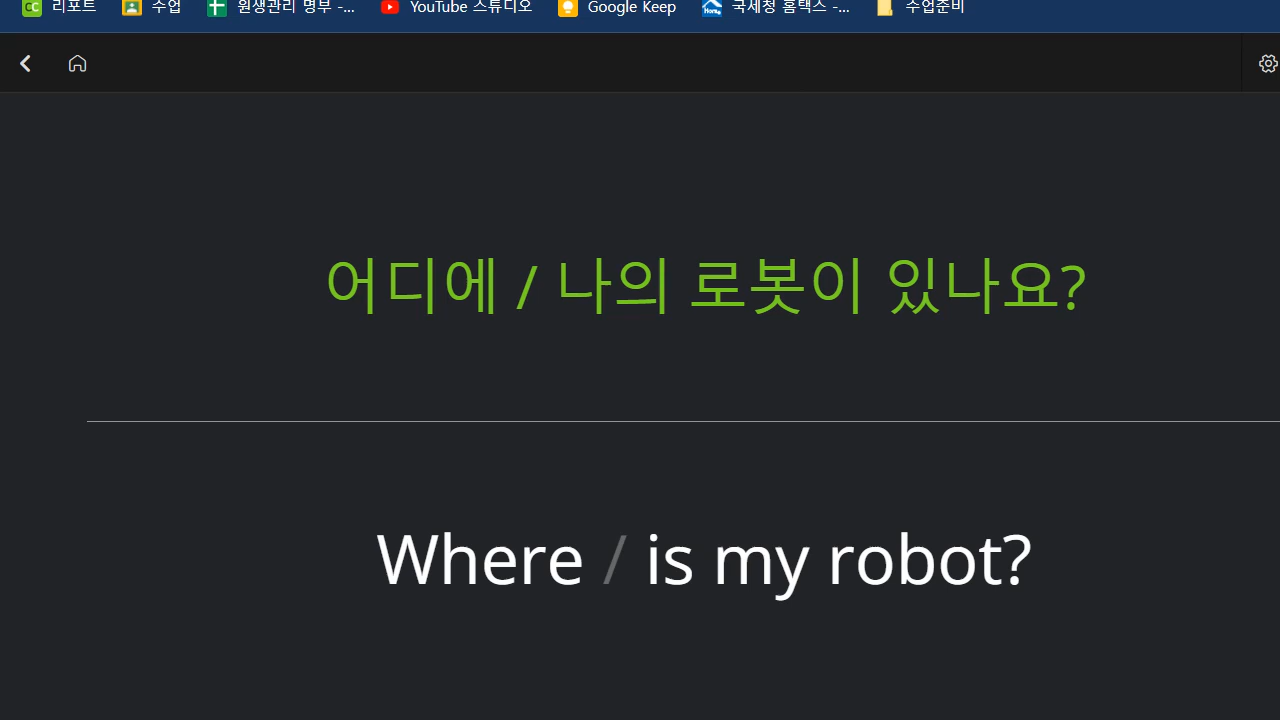 리포트 수업 원생관리 명부 -... YouTube 스튜디오 Google Keep 국세청 홈택스 -... 수업준비
어디에 / 나의 로봇이 있나요?
Where / is my robot?